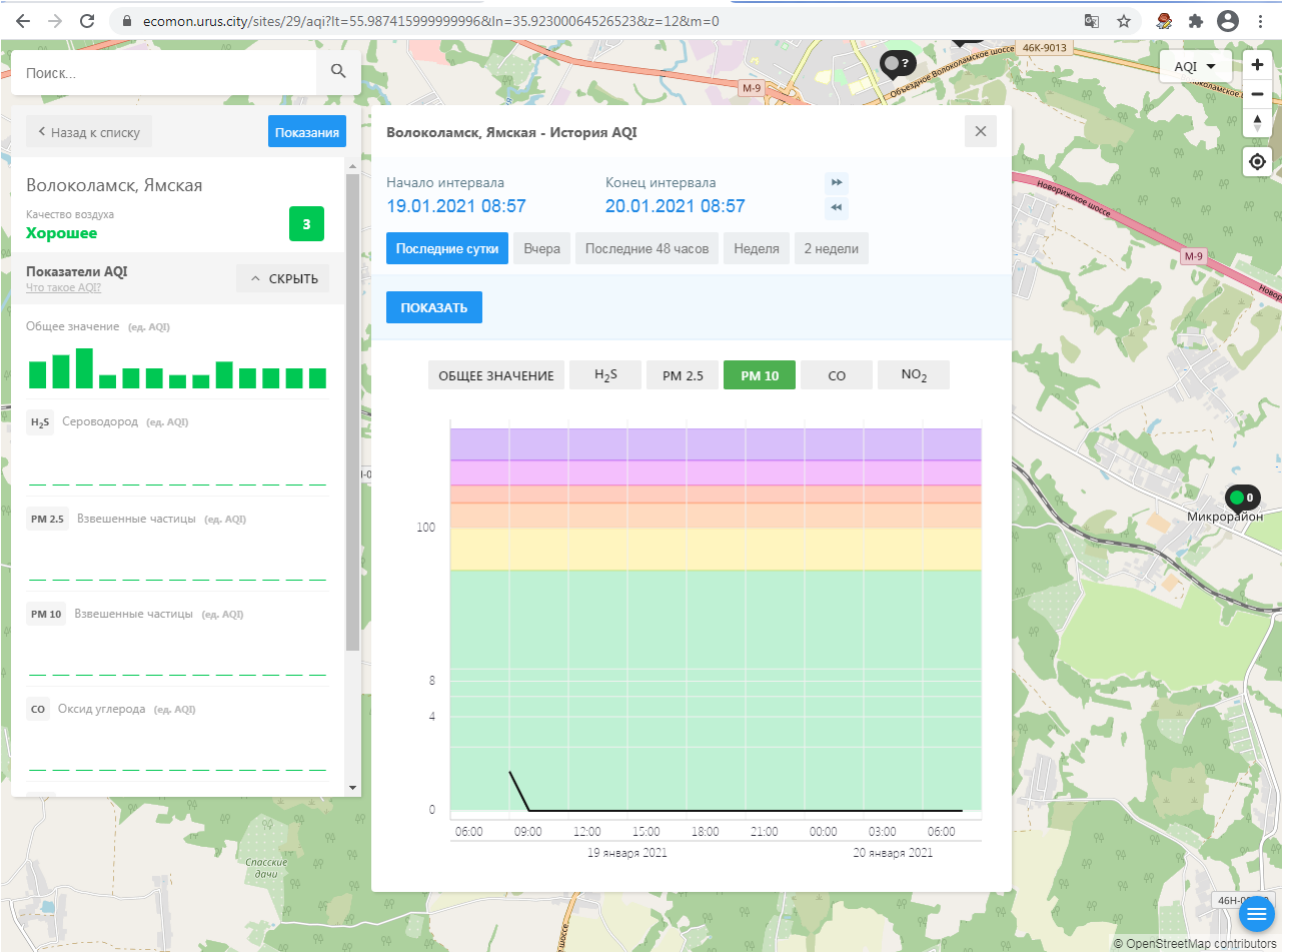 ecomon.urus.city/sites/29/aqi?lt=55.987415999999996&ln=35.92300064526523&z=12&m=0
Поиск...
46К-9013
Объездное Волоколамское шоссе
М-9
?
AQI
Назад к списку
Показания
Волоколамск, Ямская
Качество воздуха
Хорошее
3
Показатели AQI
Что такое AQI?
СКРЫТЬ
Общее значение (ед. AQI)
H₂S Сероводород (ед. AQI)
PM 2.5 Взвешенные частицы (ед. AQI)
PM 10 Взвешенные частицы (ед. AQI)
CO Оксид углерода (ед. AQI)
Волоколамск, Ямская - История AQI
Начало интервала
Конец интервала
19.01.2021 08:57
20.01.2021 08:57
Последние сутки
Вчера
Последние 48 часов
Неделя
2 недели
ПОКАЗАТЬ
ОБЩЕЕ ЗНАЧЕНИЕ
H₂S
PM 2.5
PM 10
CO
NO₂
100
8
4
0
06:00 09:00 12:00 15:00 18:00 21:00 00:00 03:00 06:00
19 января 2021
20 января 2021
Новорижское шоссе
М-9
0
Микрорайон
Спасские
дачи
© OpenStreetMap contributors